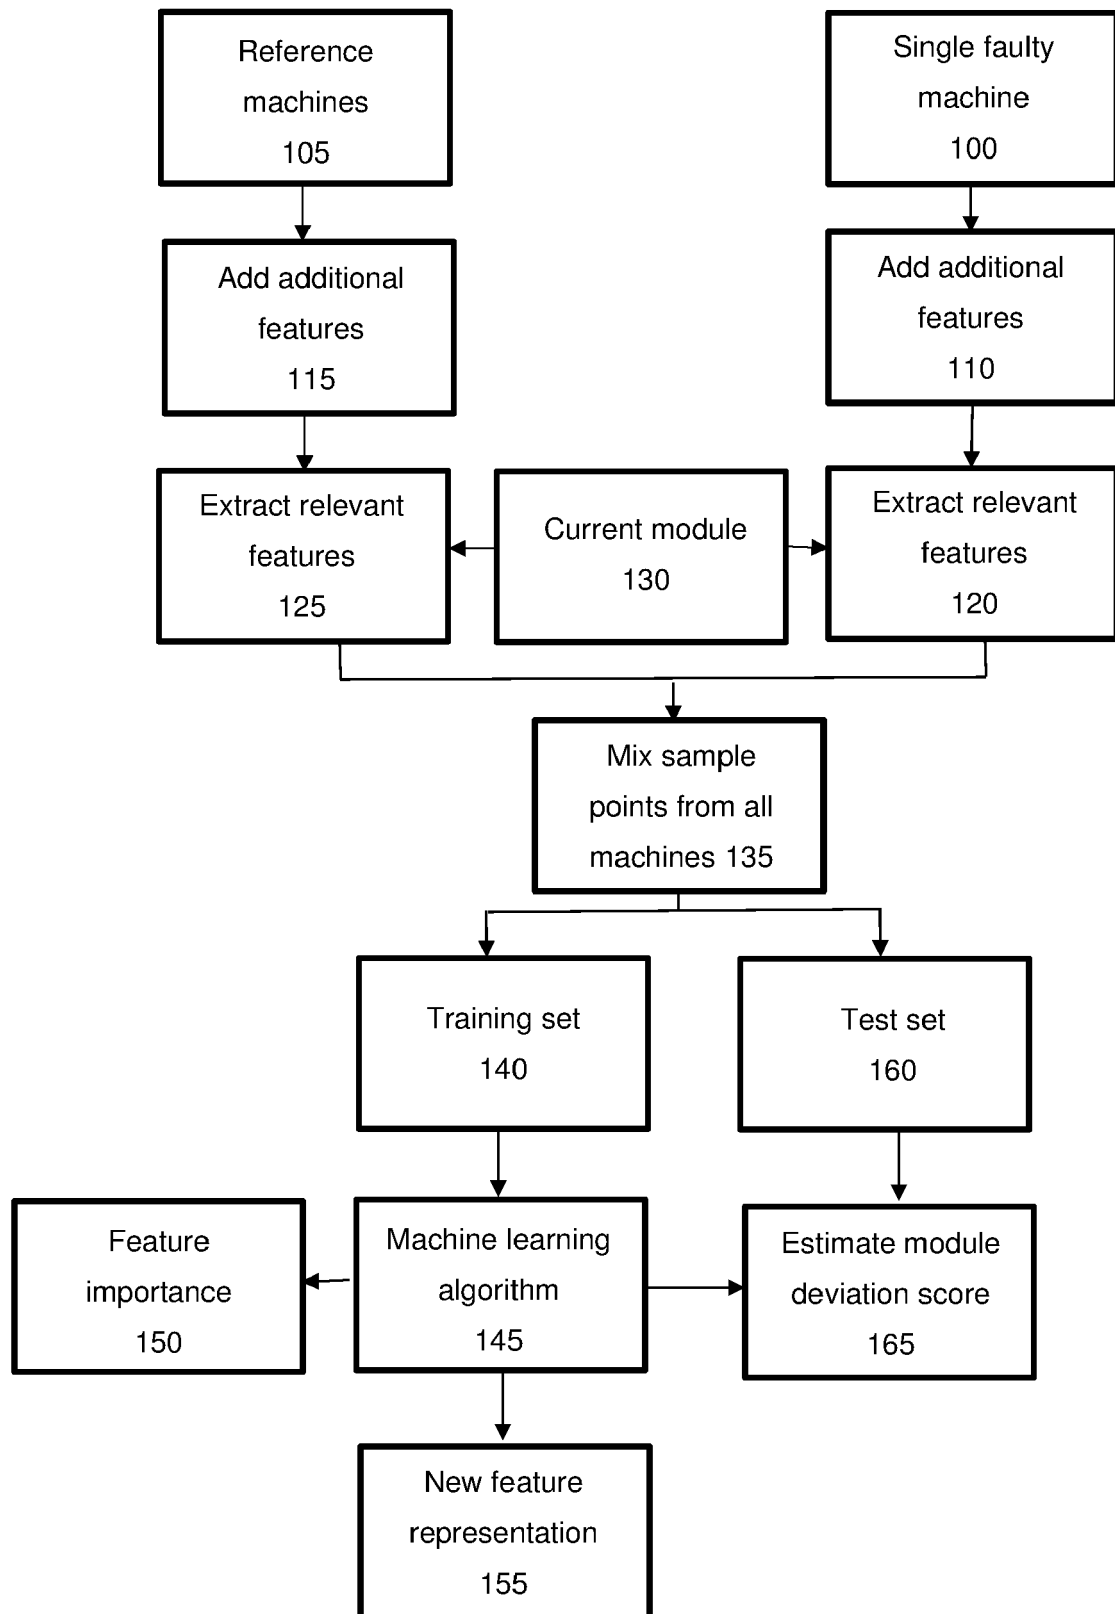 Reference
machines
105
Single faulty
machine
100
Add additional
features
115
Add additional
features
110
Extract relevant
features
125
Current module
130
Extract relevant
features
120
Mix sample
points from all
machines 135
Training set
140
Test set
160
Feature
importance
150
Machine learning
algorithm
145
Estimate module
deviation score
165
New feature
representation
155